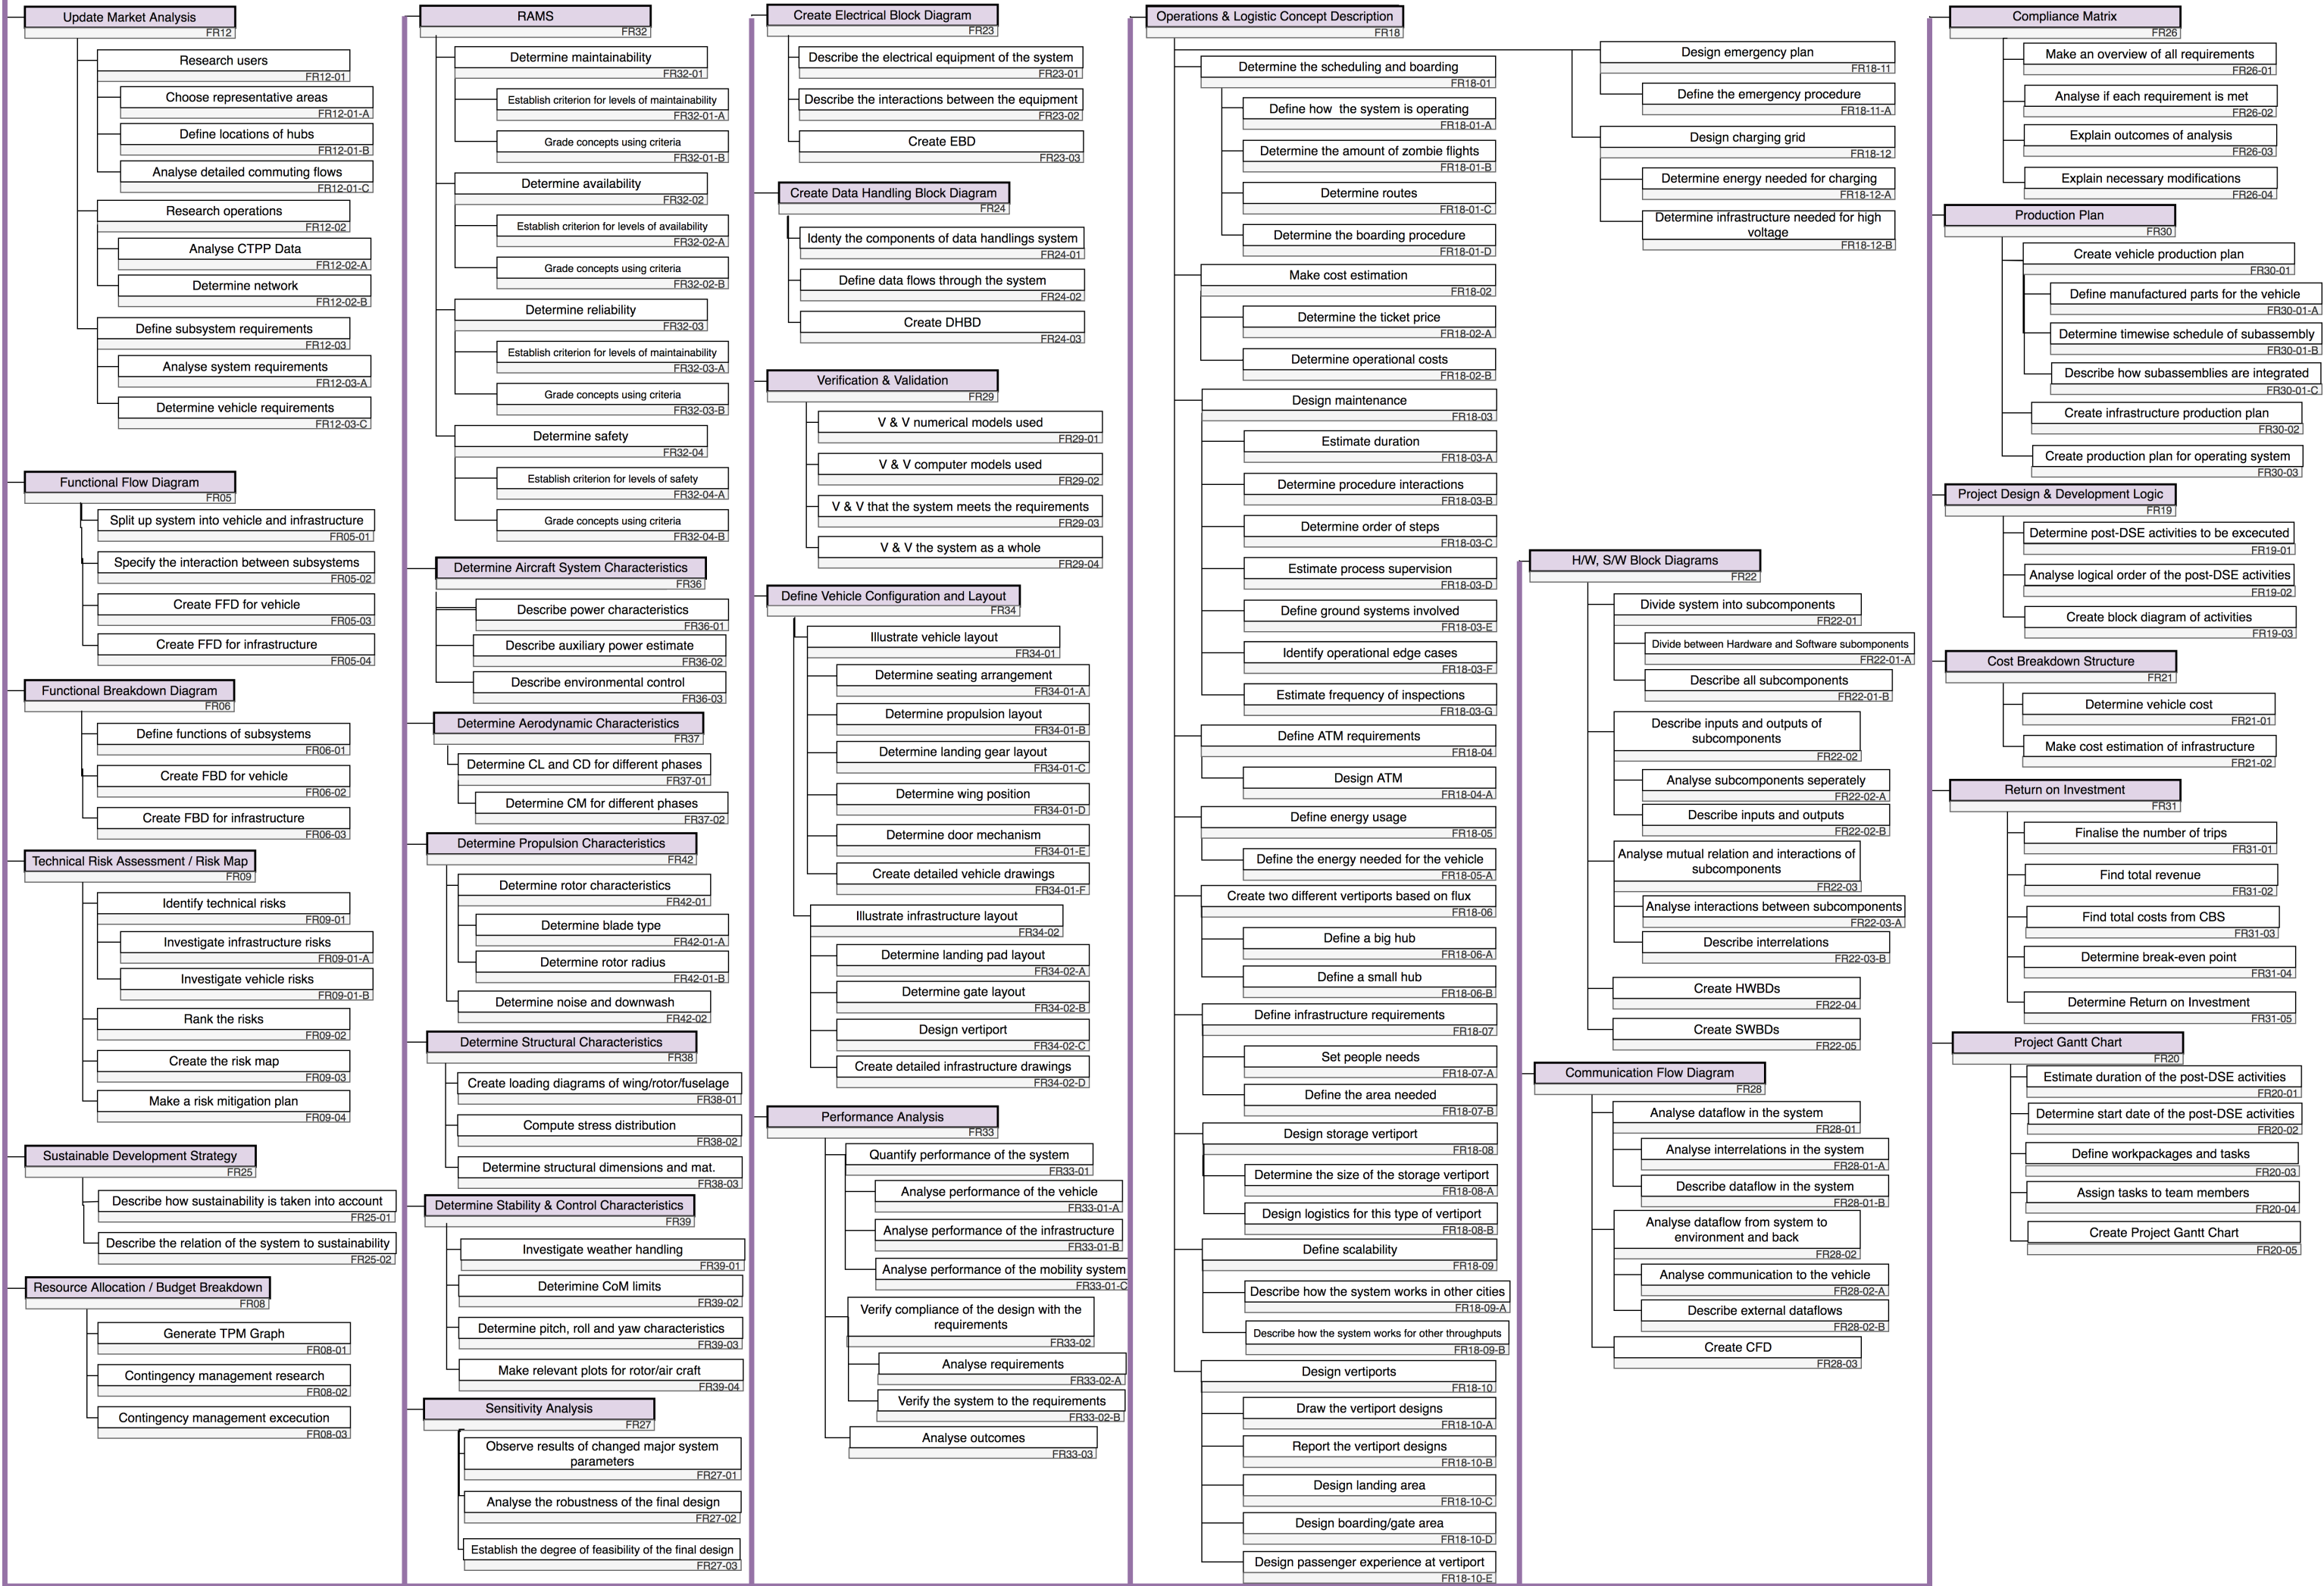 Update Market Analysis
FR12
Research users
FR12-01
Choose representative areas
FR12-01-A
Define locations of hubs
FR12-01-B
Analyse detailed commuting flows
FR12-01-C
Research operations
FR12-02
Analyse CTPP Data
FR12-02-A
Determine network
FR12-02-B
Define subsystem requirements
FR12-03
Analyse system requirements
FR12-03-A
Determine vehicle requirements
FR12-03-C
Functional Flow Diagram
FR05
Split up system into vehicle and infrastructure
FR05-01
Specify the interaction between subsystems
FR05-02
Create FFD for vehicle
FR05-03
Create FFD for infrastructure
FR05-04
Functional Breakdown Diagram
FR06
Define functions of subsystems
FR06-01
Create FBD for vehicle
FR06-02
Create FBD for infrastructure
FR06-03
Technical Risk Assessment / Risk Map
FR09
Identify technical risks
FR09-01
Investigate infrastructure risks
FR09-01-A
Investigate vehicle risks
FR09-01-B
Rank the risks
FR09-02
Create the risk map
FR09-03
Make a risk mitigation plan
FR09-04
Sustainable Development Strategy
FR25
Describe how sustainability is taken into account
FR25-01
Describe the relation of the system to sustainability
FR25-02
Resource Allocation / Budget Breakdown
FR08
Generate TPM Graph
FR08-01
Contingency management research
FR08-02
Contingency management excecution
FR08-03
RAMS
FR32
Determine maintainability
FR32-01
Establish criterion for levels of maintainability
FR32-01-A
Grade concepts using criteria
FR32-01-B
Determine availability
FR32-02
Establish criterion for levels of availability
FR32-02-A
Grade concepts using criteria
FR32-02-B
Determine reliability
FR32-03
Establish criterion for levels of maintainability
FR32-03-A
Grade concepts using criteria
FR32-03-B
Determine safety
FR32-04
Establish criterion for levels of safety
FR32-04-A
Grade concepts using criteria
FR32-04-B
Determine Aircraft System Characteristics
FR36
Describe power characteristics
FR36-01
Describe auxiliary power estimate
FR36-02
Describe environmental control
FR36-03
Determine Aerodynamic Characteristics
FR37
Determine CL and CD for different phases
FR37-01
Determine CM for different phases
FR37-02
Determine Propulsion Characteristics
FR42
Determine rotor characteristics
FR42-01
Determine blade type
FR42-01-A
Determine rotor radius
FR42-01-B
Determine noise and downwash
FR42-02
Determine Structural Characteristics
FR38
Create loading diagrams of wing/rotor/fuselage
FR38-01
Compute stress distribution
FR38-02
Determine structural dimensions and mat.
FR38-03
Determine Stability & Control Characteristics
FR39
Investigate weather handling
FR39-01
Deterimine CoM limits
FR39-02
Determine pitch, roll and yaw characteristics
FR39-03
Make relevant plots for rotor/air craft
FR39-04
Sensitivity Analysis
FR27
Observe results of changed major system
parameters
FR27-01
Analyse the robustness of the final design
FR27-02
Establish the degree of feasibility of the final design
FR27-03
Create Electrical Block Diagram
FR23
Describe the electrical equipment of the system
FR23-01
Describe the interactions between the equipment
FR23-02
Create EBD
FR23-03
Create Data Handling Block Diagram
FR24
Identy the components of data handlings system
FR24-01
Define data flows through the system
FR24-02
Create DHBD
FR24-03
Verification & Validation
FR29
V & V numerical models used
FR29-01
V & V computer models used
FR29-02
V & V that the system meets the requirements
FR29-03
V & V the system as a whole
FR29-04
Define Vehicle Configuration and Layout
FR34
Illustrate vehicle layout
FR34-01
Determine seating arrangement
FR34-01-A
Determine propulsion layout
FR34-01-B
Determine landing gear layout
FR34-01-C
Determine wing position
FR34-01-D
Determine door mechanism
FR34-01-E
Create detailed vehicle drawings
FR34-01-F
Illustrate infrastructure layout
FR34-02
Determine landing pad layout
FR34-02-A
Determine gate layout
FR34-02-B
Design vertiport
FR34-02-C
Create detailed infrastructure drawings
FR34-02-D
Performance Analysis
FR33
Quantify performance of the system
FR33-01
Analyse performance of the vehicle
FR33-01-A
Analyse performance of the infrastructure
FR33-01-B
Analyse performance of the mobility system
FR33-01-C
Verify compliance of the design with the
requirements
FR33-02
Analyse requirements
FR33-02-A
Verify the system to the requirements
FR33-02-B
Analyse outcomes
FR33-03
Operations & Logistic Concept Description
FR18
Determine the scheduling and boarding
FR18-01
Define how the system is operating
FR18-01-A
Determine the amount of zombie flights
FR18-01-B
Determine routes
FR18-01-C
Determine the boarding procedure
FR18-01-D
Make cost estimation
FR18-02
Determine the ticket price
FR18-02-A
Determine operational costs
FR18-02-B
Design maintenance
FR18-03
Estimate duration
FR18-03-A
Determine procedure interactions
FR18-03-B
Determine order of steps
FR18-03-C
Estimate process supervision
FR18-03-D
Define ground systems involved
FR18-03-E
Identify operational edge cases
FR18-03-F
Estimate frequency of inspections
FR18-03-G
Define ATM requirements
FR18-04
Design ATM
FR18-04-A
Define energy usage
FR18-05
Define the energy needed for the vehicle
FR18-05-A
Create two different vertiports based on flux
FR18-06
Define a big hub
FR18-06-A
Define a small hub
FR18-06-B
Define infrastructure requirements
FR18-07
Set people needs
FR18-07-A
Define the area needed
FR18-07-B
Design storage vertiport
FR18-08
Determine the size of the storage vertiport
FR18-08-A
Design logistics for this type of vertiport
FR18-08-B
Define scalability
FR18-09
Describe how the system works in other cities
FR18-09-A
Describe how the system works for other throughputs
FR18-09-B
Design vertiports
FR18-10
Draw the vertiport designs
FR18-10-A
Report the vertiport designs
FR18-10-B
Design landing area
FR18-10-C
Design boarding/gate area
FR18-10-D
Design passenger experience at vertiport
FR18-10-E
Design emergency plan
FR18-11
Define the emergency procedure
FR18-11-A
Design charging grid
FR18-12
Determine energy needed for charging
FR18-12-A
Determine infrastructure needed for high
voltage
FR18-12-B
H/W, S/W Block Diagrams
FR22
Divide system into subcomponents
FR22-01
Divide between Hardware and Software subomponents
FR22-01-A
Describe all subcomponents
FR22-01-B
Describe inputs and outputs of
subcomponents
FR22-02
Analyse subcomponents seperately
FR22-02-A
Describe inputs and outputs
FR22-02-B
Analyse mutual relation and interactions of
subcomponents
FR22-03
Analyse interactions between subcomponents
FR22-03-A
Describe interrelations
FR22-03-B
Create HWBDs
FR22-04
Create SWBDs
FR22-05
Communication Flow Diagram
FR28
Analyse dataflow in the system
FR28-01
Analyse interrelations in the system
FR28-01-A
Describe dataflow in the system
FR28-01-B
Analyse dataflow from system to
environment and back
FR28-02
Analyse communication to the vehicle
FR28-02-A
Describe external dataflows
FR28-02-B
Create CFD
FR28-03
Compliance Matrix
FR26
Make an overview of all requirements
FR26-01
Analyse if each requirement is met
FR26-02
Explain outcomes of analysis
FR26-03
Explain necessary modifications
FR26-04
Production Plan
FR30
Create vehicle production plan
FR30-01
Define manufactured parts for the vehicle
FR30-01-A
Determine timewise schedule of subassembly
FR30-01-B
Describe how subassemblies are integrated
FR30-01-C
Create infrastructure production plan
FR30-02
Create production plan for operating system
FR30-03
Project Design & Development Logic
FR19
Determine post-DSE activities to be excecuted
FR19-01
Analyse logical order of the post-DSE activities
FR19-02
Create block diagram of activities
FR19-03
Cost Breakdown Structure
FR21
Determine vehicle cost
FR21-01
Make cost estimation of infrastructure
FR21-02
Return on Investment
FR31
Finalise the number of trips
FR31-01
Find total revenue
FR31-02
Find total costs from CBS
FR31-03
Determine break-even point
FR31-04
Determine Return on Investment
FR31-05
Project Gantt Chart
FR20
Estimate duration of the post-DSE activities
FR20-01
Determine start date of the post-DSE activities
FR20-02
Define workpackages and tasks
FR20-03
Assign tasks to team members
FR20-04
Create Project Gantt Chart
FR20-05